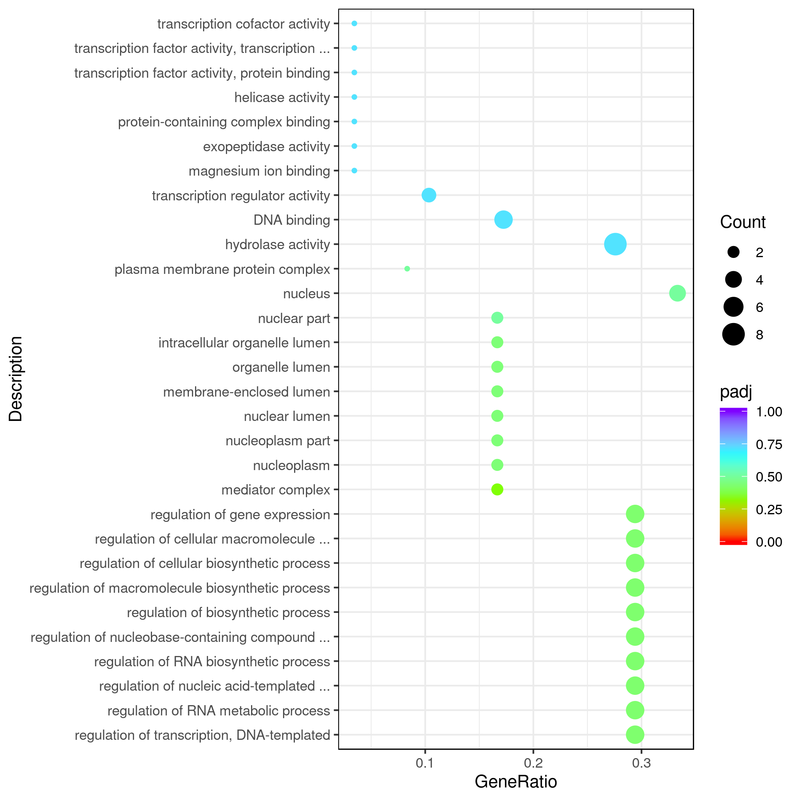 transcription cofactor activity
transcription factor activity, transcription ...
transcription factor activity, protein binding
helicase activity
protein-containing complex binding
exopeptidase activity
magnesium ion binding
transcription regulator activity
DNA binding
hydrolase activity
plasma membrane protein complex
nucleus
nuclear part
intracellular organelle lumen
organelle lumen
membrane-enclosed lumen
nuclear lumen
nucleoplasm part
nucleoplasm
mediator complex
regulation of gene expression
regulation of cellular macromolecule ...
regulation of cellular biosynthetic process
regulation of macromolecule biosynthetic process
regulation of biosynthetic process
regulation of nucleobase-containing compound ...
regulation of RNA biosynthetic process
regulation of nucleic acid-templated ...
regulation of RNA metabolic process
regulation of transcription, DNA-templated
Description
0.1 0.2 0.3
GeneRatio
Count
2
4
6
8
padj
1.00
0.75
0.50
0.25
0.00